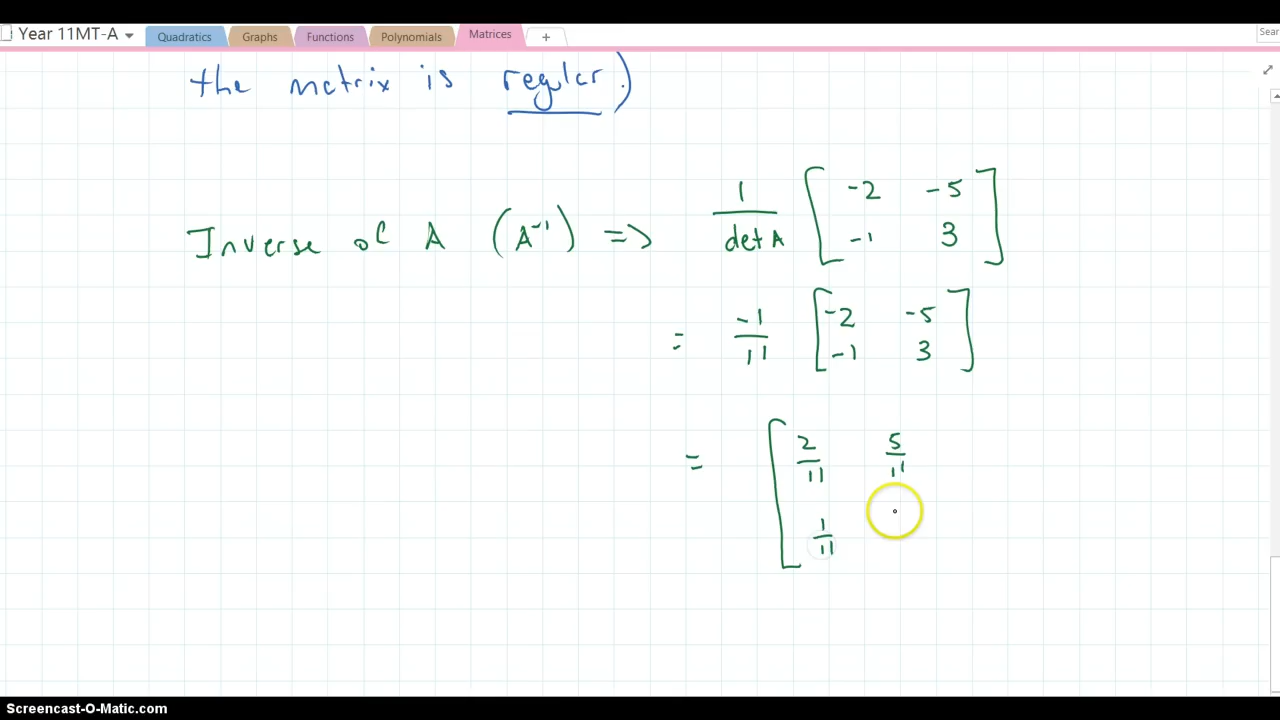 Year 11MT-A Quadratics Graphs Functions Polynomials Matrices + Sear
the matrix is regular)
Inverse of A (A⁻¹) => 1/det A [-2 -5
-1 3]
= -1/11 [-2 -5
-1 3]
= [2/11 5/11
1/11
Screencast-O-Matic.com